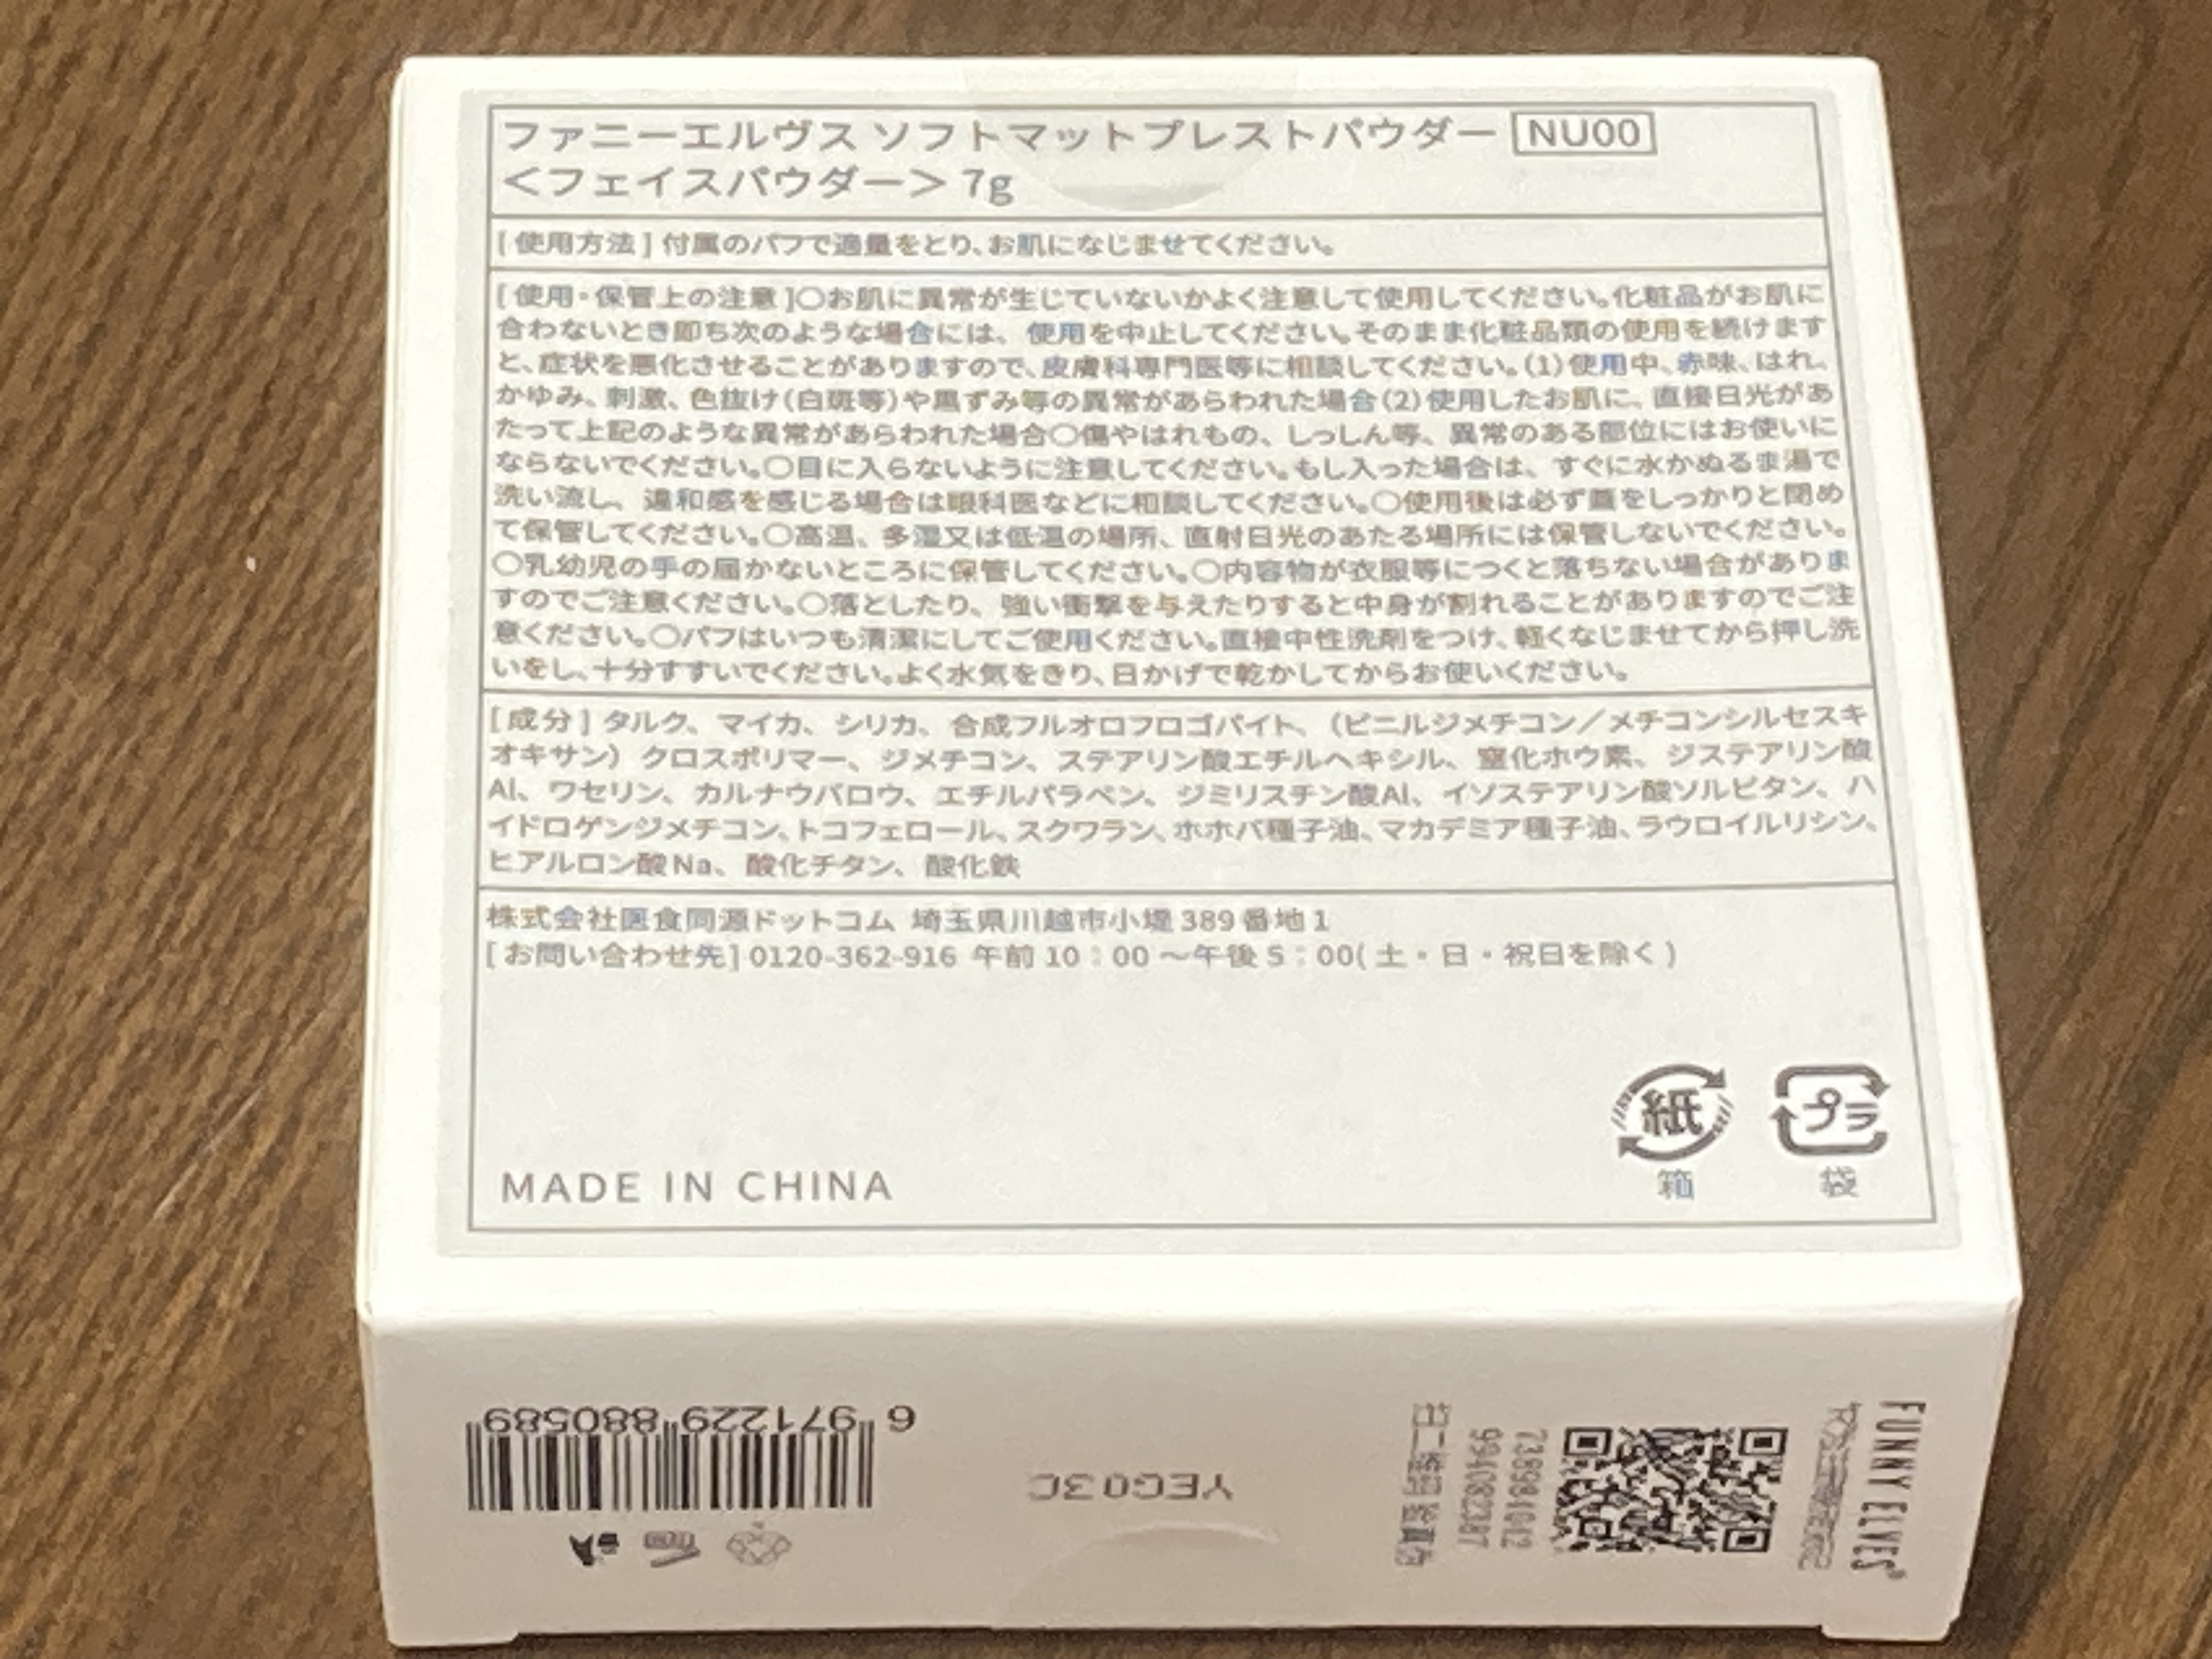 ファニーエルヴス ソフトマットプレストパウダー NU00
<フェイスパウダー> 7g
[使用方法]付属のパフで適量をとり、お肌になじませてください。
[使用・保管上の注意]〇お肌に異常が生じていないかよく注意して使用してください。化粧品がお肌に
合わないとき即ち次のような場合には、使用を中止してください。そのまま化粧品類の使用を続けます
と、症状を悪化させることがありますので、皮膚科専門医等に相談してください。(1)使用中、赤味、はれ、
かゆみ、刺激、色抜け(白斑等)や黒ずみ等の異常があらわれた場合(2)使用したお肌に、直接日光があ
たって上記のような異常があらわれた場合〇傷やはれもの、しっしん等、異常のある部位にはお使いに
ならないでください。〇目に入らないように注意してください。もし入った場合は、すぐに水かぬるま湯で
洗い流し、違和感を感じる場合は眼科医などに相談してください。〇使用後は必ず蓋をしっかりと閉め
て保管してください。〇高温、多湿又は低温の場所、直射日光のあたる場所には保管しないでください。
〇乳幼児の手の届かないところに保管してください。〇内容物が衣服等につくと落ちない場合がありま
すのでご注意ください。〇落としたり、強い衝撃を与えたりすると中身が割れることがありますのでご注
意ください。〇パフはいつも清潔にしてご使用ください。直接中性洗剤をつけ、軽くなじませてから押し洗
いをし、十分すすいでください。よく水気をきり、日かげで乾かしてからお使いください。
[成分]タルク、マイカ、シリカ、合成フルオロフロゴパイト、(ビニルジメチコン/メチコンシルセスキ
オキサン)クロスポリマー、ジメチコン、ステアリン酸エチルヘキシル、窒化ホウ素、ジステアリン酸
Al、ワセリン、カルナウバロウ、エチルパラベン、ジミリスチン酸Al、イソステアリン酸ソルビタン、ハ
イドロゲンジメチコン、トコフェロール、スクワラン、ホホバ種子油、マカデミア種子油、ラウロイルリシン、
ヒアルロン酸Na、酸化チタン、酸化鉄
株式会社医食同源ドットコム 埼玉県川越市小堤389番地1
[お問い合わせ先]0120-362-916 午前10:00～午後5:00(土・日・祝日を除く)
紙
プラ
箱
袋
MADE IN CHINA
6 971229 880589
YEG03C
扫二维码 鉴真伪
FUNNY ELVES®